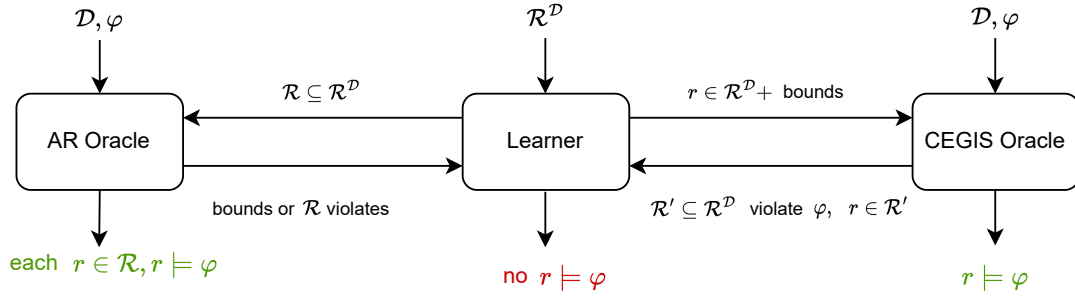 𝒟, φ
ℛ^𝒟
𝒟, φ
ℛ ⊆ ℛ^𝒟
r ∈ ℛ^𝒟 + bounds
AR Oracle
Learner
CEGIS Oracle
bounds or ℛ violates
ℛ′ ⊆ ℛ^𝒟 violate φ, r ∈ ℛ′
each r ∈ ℛ, r ⊨ φ
no r ⊨ φ
r ⊨ φ